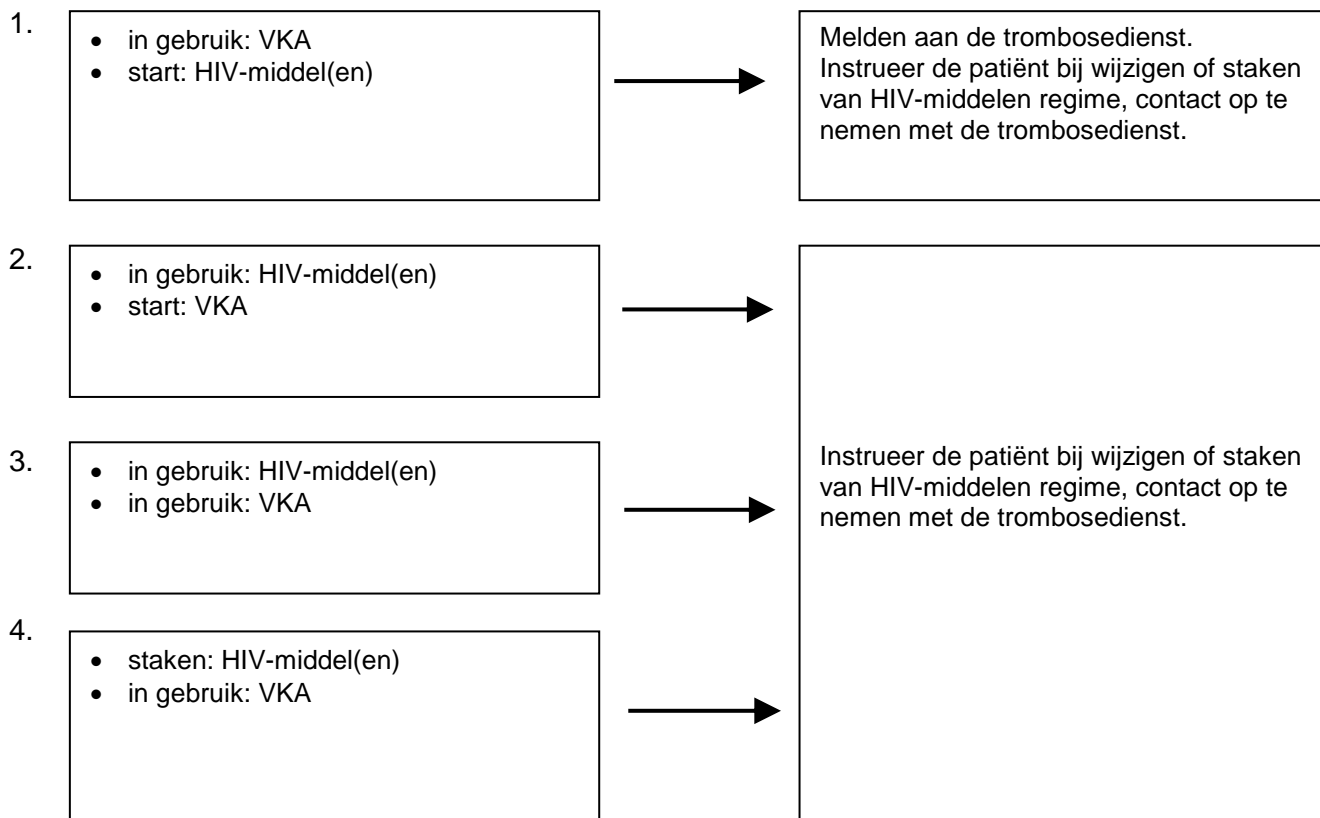 1.
• in gebruik: VKA
• start: HIV-middel(en)
Melden aan de trombosedienst.
Instrueer de patiënt bij wijzigen of staken
van HIV-middelen regime, contact op te
nemen met de trombosedienst.
2.
• in gebruik: HIV-middel(en)
• start: VKA
3.
• in gebruik: HIV-middel(en)
• in gebruik: VKA
Instrueer de patiënt bij wijzigen of staken
van HIV-middelen regime, contact op te
nemen met de trombosedienst.
4.
• staken: HIV-middel(en)
• in gebruik: VKA